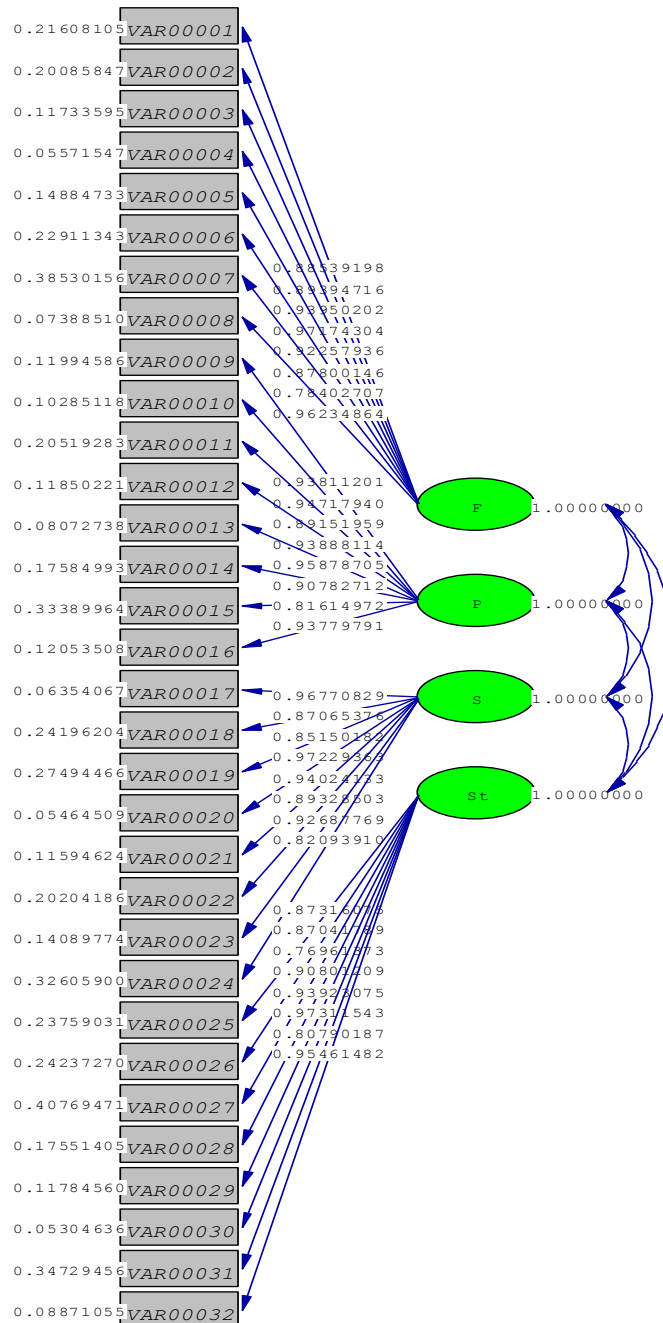 0.21608105 VAR00001
0.20085847 VAR00002
0.11733595 VAR00003
0.05571547 VAR00004
0.14884733 VAR00005
0.22911343 VAR00006
0.38530156 VAR00007
0.07388510 VAR00008
0.11994586 VAR00009
0.10285118 VAR00010
0.20519283 VAR00011
0.11850221 VAR00012
0.08072738 VAR00013
0.17584993 VAR00014
0.33389964 VAR00015
0.12053508 VAR00016
0.06354067 VAR00017
0.24196204 VAR00018
0.27494466 VAR00019
0.05464509 VAR00020
0.11594624 VAR00021
0.20204186 VAR00022
0.14089774 VAR00023
0.32605900 VAR00024
0.23759031 VAR00025
0.24237270 VAR00026
0.40769471 VAR00027
0.17551405 VAR00028
0.11784560 VAR00029
0.05304636 VAR00030
0.34729456 VAR00031
0.08871055 VAR00032
0.88539198
0.89394716
0.93950202
0.97174304
0.92257936
0.87800146
0.78402707
0.96234864
0.93811201
0.94717940
0.89151959
0.93888114
0.95878705
0.90782712
0.81614972
0.93779791
0.96770829
0.87065376
0.85150182
0.97229363
0.94024133
0.89328503
0.92687769
0.82093910
0.87316075
0.87041789
0.76961373
0.90801209
0.93923075
0.97311543
0.80790187
0.95461482
F 1.00000000
P 1.00000000
S 1.00000000
St 1.00000000